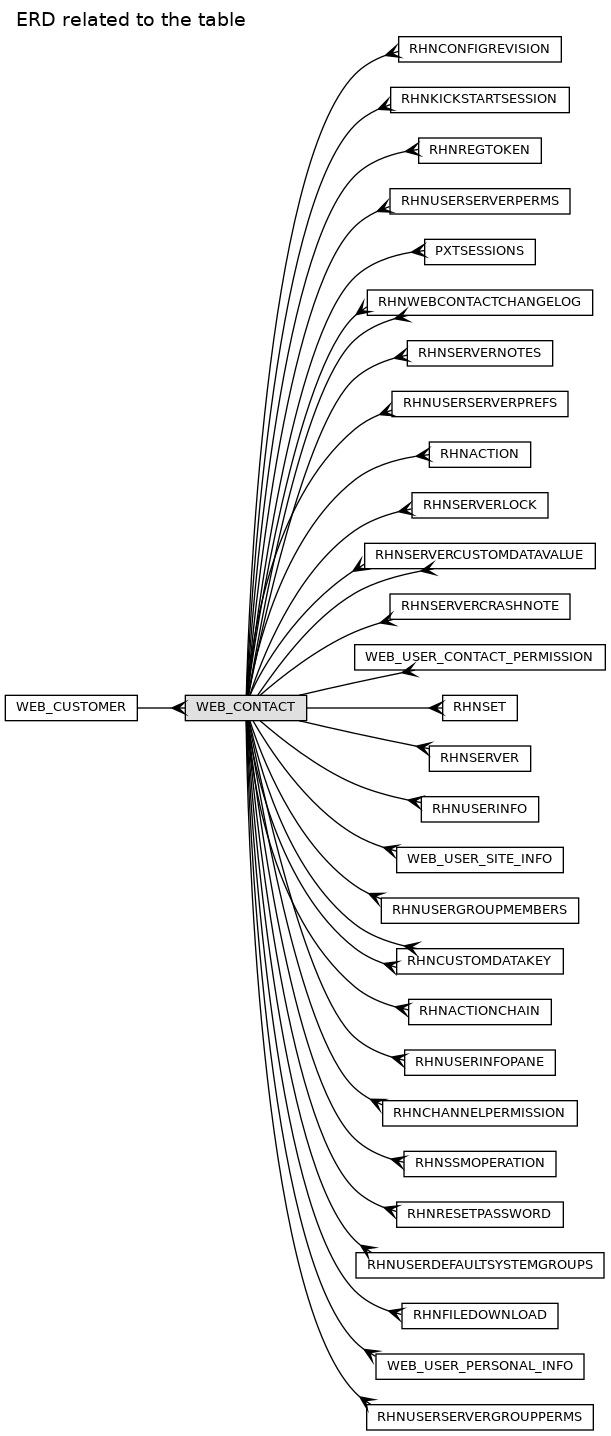 ERD related to the table
RHNCONFIGREVISION
RHNKICKSTARTSESSION
RHNREGTOKEN
RHNUSERSERVERPERMS
PXTSESSIONS
RHNWEBCONTACTCHANGELOG
RHNSERVERNOTES
RHNUSERSERVERPREFS
RHNACTION
RHNSERVERLOCK
RHNSERVERCUSTOMDATAVALUE
RHNSERVERCRASHNOTE
WEB_USER_CONTACT_PERMISSION
WEB_CUSTOMER WEB_CONTACT RHNSET
RHNSERVER
RHNUSERINFO
WEB_USER_SITE_INFO
RHNUSERGROUPMEMBERS
RHNCUSTOMDATAKEY
RHNACTIONCHAIN
RHNUSERINFOPANE
RHNCHANNELPERMISSION
RHNSSMOPERATION
RHNRESETPASSWORD
RHNUSERDEFAULTSYSTEMGROUPS
RHNFILEDOWNLOAD
WEB_USER_PERSONAL_INFO
RHNUSERSERVERGROUPPERMS